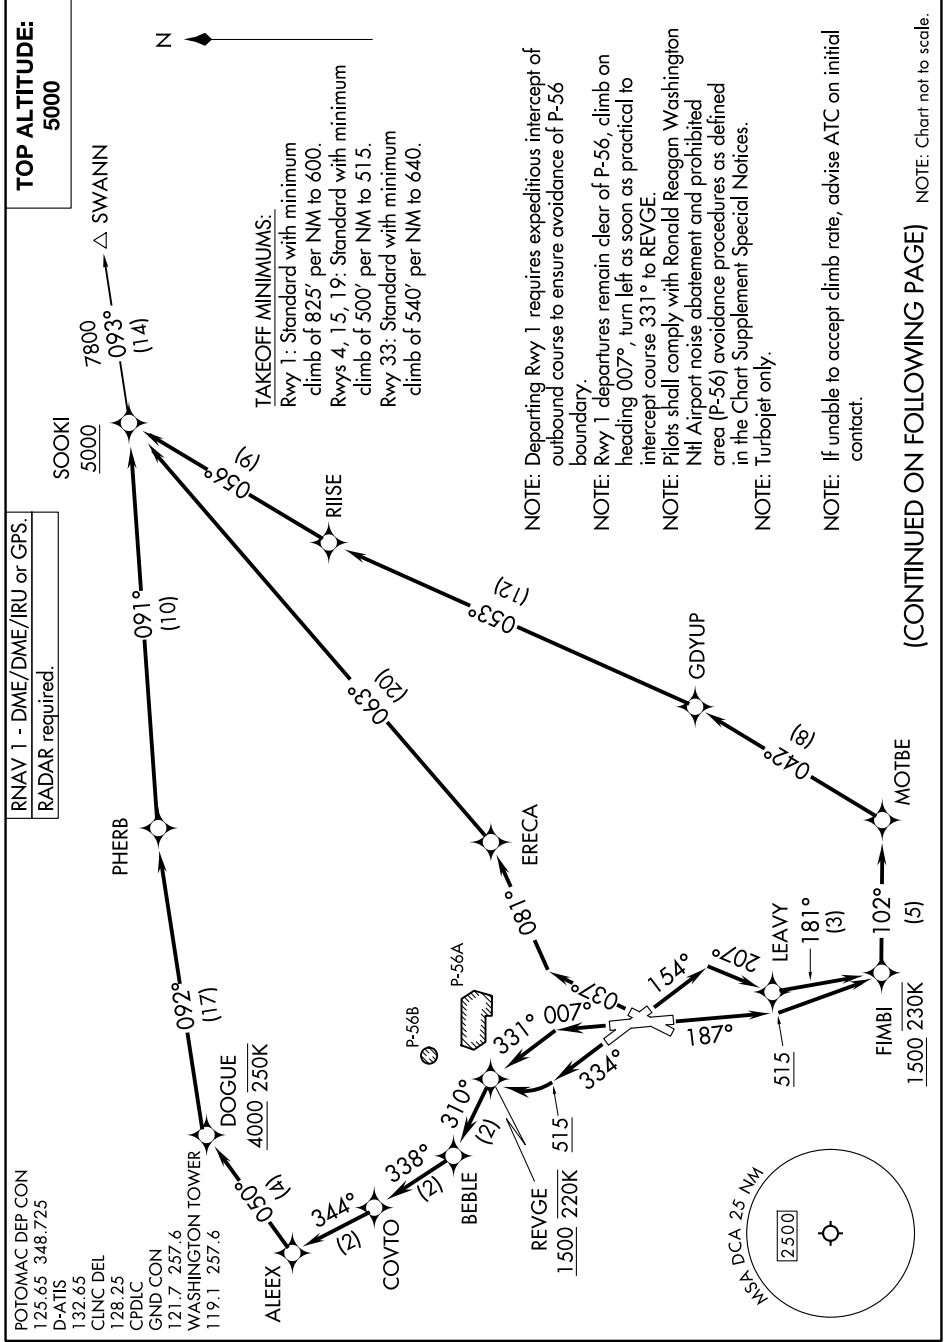 TOP ALTITUDE:
5000
RNAV 1 - DME/DME/IRU or GPS.
RADAR required.
POTOMAC DEP CON
125.65 348.725
D-ATIS
132.65
CLNC DEL
128.25
CPDLC
GND CON
121.7 257.6
WASHINGTON TOWER
119.1 257.6
N
SWANN
7800
093°
(14)
SOOKI
5000
091°
(10)
PHERB
092°
(17)
DOGUE
4000 250K
050°
(4)
ALEEX
344°
(2)
COVTO
338°
(2)
BEBLE
310°
(2)
REVGE
1500 220K
331°
007°
334°
515
P-56B
P-56A
037°
081°
ERECA
063°
(20)
056°
(9)
RIISE
053°
(12)
GDYUP
042°
(8)
MOTBE
102°
(5)
FIMBI
1500 230K
181°
(3)
LEAVY
207°
154°
187°
515
MSA DCA 25 NM
2500
TAKEOFF MINIMUMS:
Rwy 1: Standard with minimum
climb of 825' per NM to 600.
Rwys 4, 15, 19: Standard with minimum
climb of 500' per NM to 515.
Rwy 33: Standard with minimum
climb of 540' per NM to 640.
NOTE: Departing Rwy 1 requires expeditious intercept of
outbound course to ensure avoidance of P-56
boundary.
NOTE: Rwy 1 departures remain clear of P-56, climb on
heading 007°, turn left as soon as practical to
intercept course 331° to REVGE.
NOTE: Pilots shall comply with Ronald Reagan Washington
Ntl Airport noise abatement and prohibited
area (P-56) avoidance procedures as defined
in the Chart Supplement Special Notices.
NOTE: Turbojet only.
NOTE: If unable to accept climb rate, advise ATC on initial
contact.
(CONTINUED ON FOLLOWING PAGE)
NOTE: Chart not to scale.